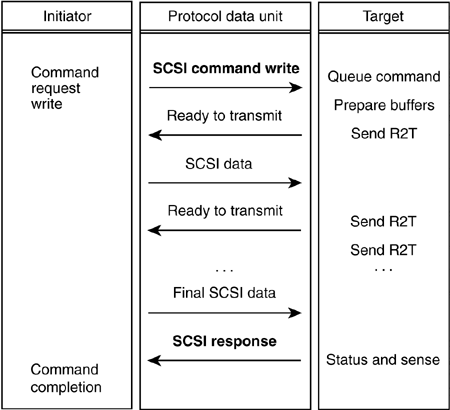 Initiator
Protocol data unit
Target
Command
request
write
SCSI command write
Queue command
Prepare buffers
Ready to transmit
Send R2T
SCSI data
Ready to transmit
Send R2T
Send R2T
. . .
. . .
Final SCSI data
SCSI response
Status and sense
Command
completion